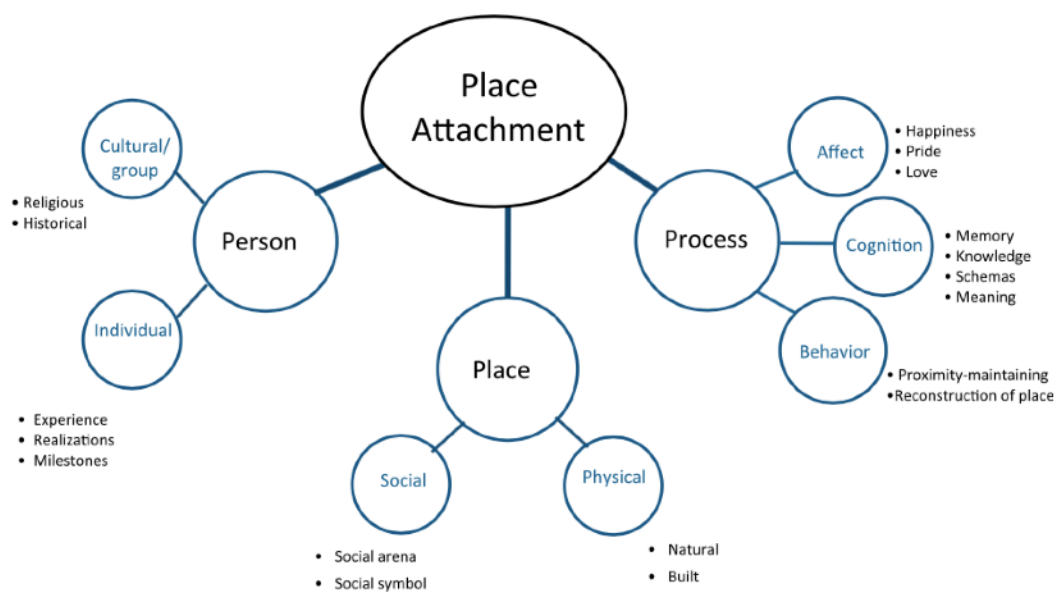 Place
Attachment
Cultural/
group
• Religious
• Historical
Person
Individual
• Experience
• Realizations
• Milestones
Place
Social
• Social arena
• Social symbol
Physical
• Natural
• Built
Process
Affect
• Happiness
• Pride
• Love
Cognition
• Memory
• Knowledge
• Schemas
• Meaning
Behavior
• Proximity-maintaining
•Reconstruction of place